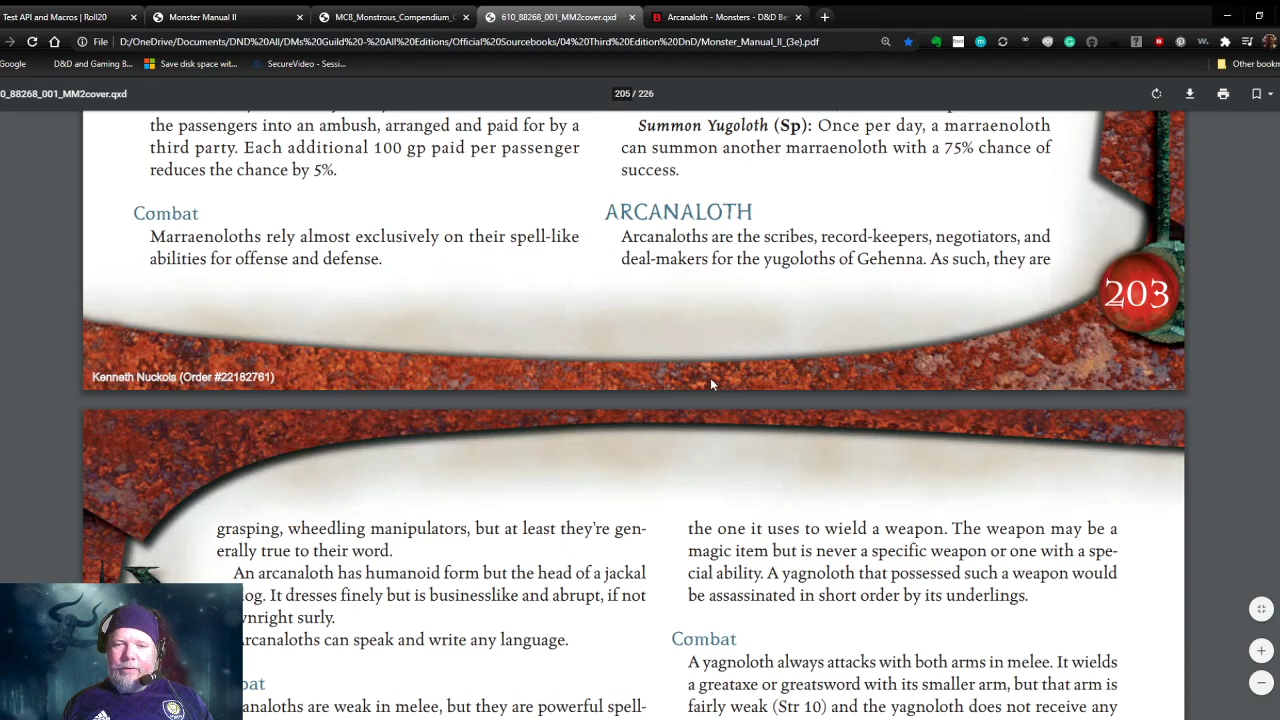 Test API and Macros | Roll20
Monster Manual II
MC8_Monstrous_Compendium_
610_88268_001_MM2cover.qxd
Arcanaloth - Monsters - D&D Be
File
D:/OneDrive/Documents/DND%20All/DMs%20Guild%20-%20All%20Editions/Official%20Sourcebooks/04%20Third%20Edition%20DnD/Monster_Manual_II_(3e).pdf
Google
D&D and Gaming B...
Save disk space wit...
SecureVideo - Sessi...
Other book
0_88268_001_MM2cover.qxd
205 / 226
the passengers into an ambush, arranged and paid for by a
third party. Each additional 100 gp paid per passenger
reduces the chance by 5%.
Combat
Marraenoloths rely almost exclusively on their spell-like
abilities for offense and defense.
Summon Yugoloth (Sp): Once per day, a marraenoloth
can summon another marraenoloth with a 75% chance of
success.
ARCANALOTH
Arcanaloths are the scribes, record-keepers, negotiators, and
deal-makers for the yugoloths of Gehenna. As such, they are
203
Kenneth Nuckols (Order #22182761)
grasping, wheedling manipulators, but at least they're gen-
erally true to their word.
An arcanaloth has humanoid form but the head of a jackal
og. It dresses finely but is businesslike and abrupt, if not
wnright surly.
Arcanaloths can speak and write any language.
bat
analoths are weak in melee, but they are powerful spell-
the one it uses to wield a weapon. The weapon may be a
magic item but is never a specific weapon or one with a spe-
cial ability. A yagnoloth that possessed such a weapon would
be assassinated in short order by its underlings.
Combat
A yagnoloth always attacks with both arms in melee. It wields
a greataxe or greatsword with its smaller arm, but that arm is
fairly weak (Str 10) and the yagnoloth does not receive any